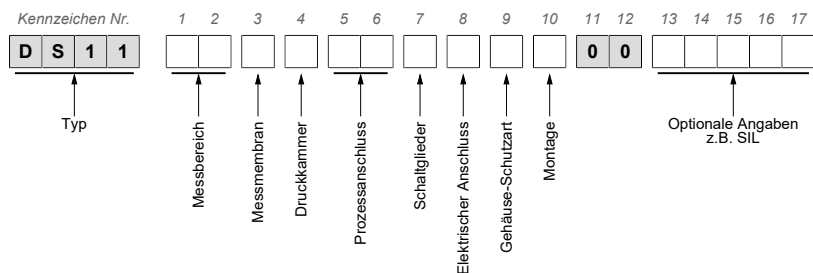 Kennzeichen Nr. 1 2 3 4 5 6 7 8 9 10 11 12 13 14 15 16 17
D S 1 1 0 0
Typ
Messbereich
Messmembran
Druckkammer
Prozessanschluss
Schaltglieder
Elektrischer Anschluss
Gehäuse-Schutzart
Montage
Optionale Angaben
z.B. SIL